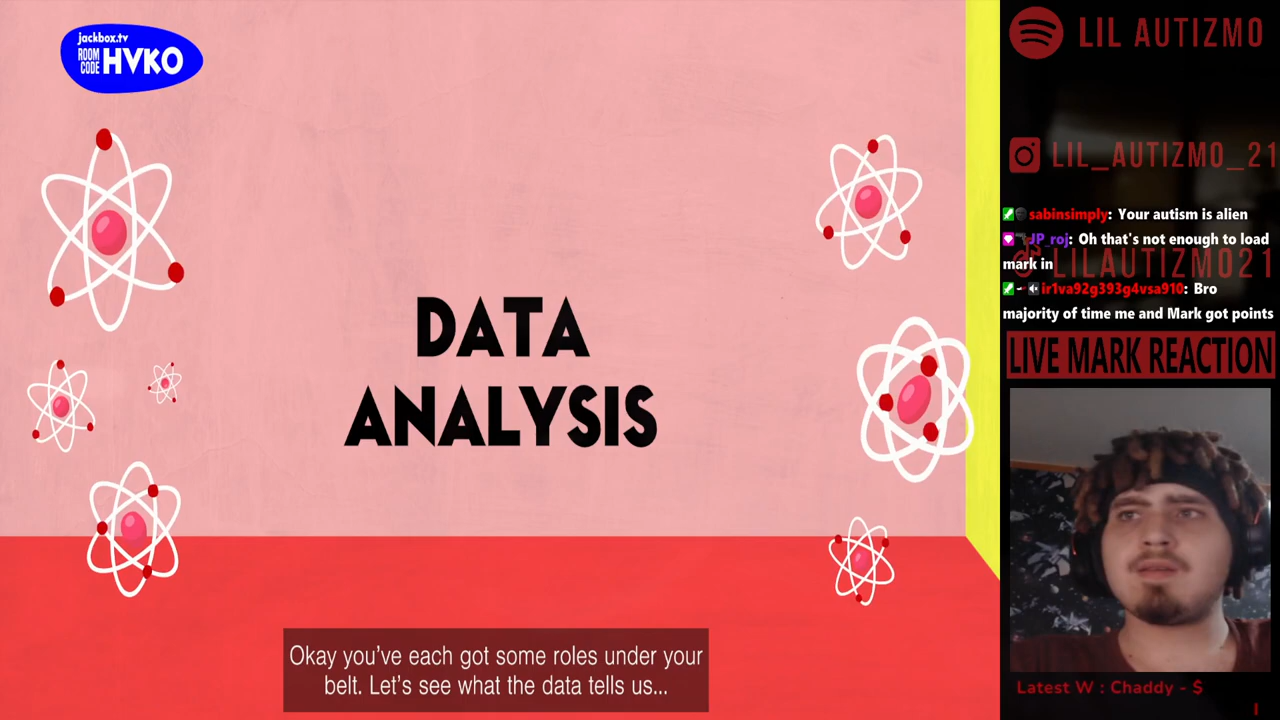 jackbox.tv
ROOM CODE HVKO
DATA
ANALYSIS
Okay you've each got some roles under your
belt. Let's see what the data tells us...
LIL AUTIZMO
LIL_AUTIZMO_21
sabinsimply: Your autism is alien
JP_roj: Oh that's not enough to load
mark in
LILAUTIZMO21
ir1va92g393g4vsa910: Bro
majority of time me and Mark got points
LIVE MARK REACTION
Latest W : Chaddy - $